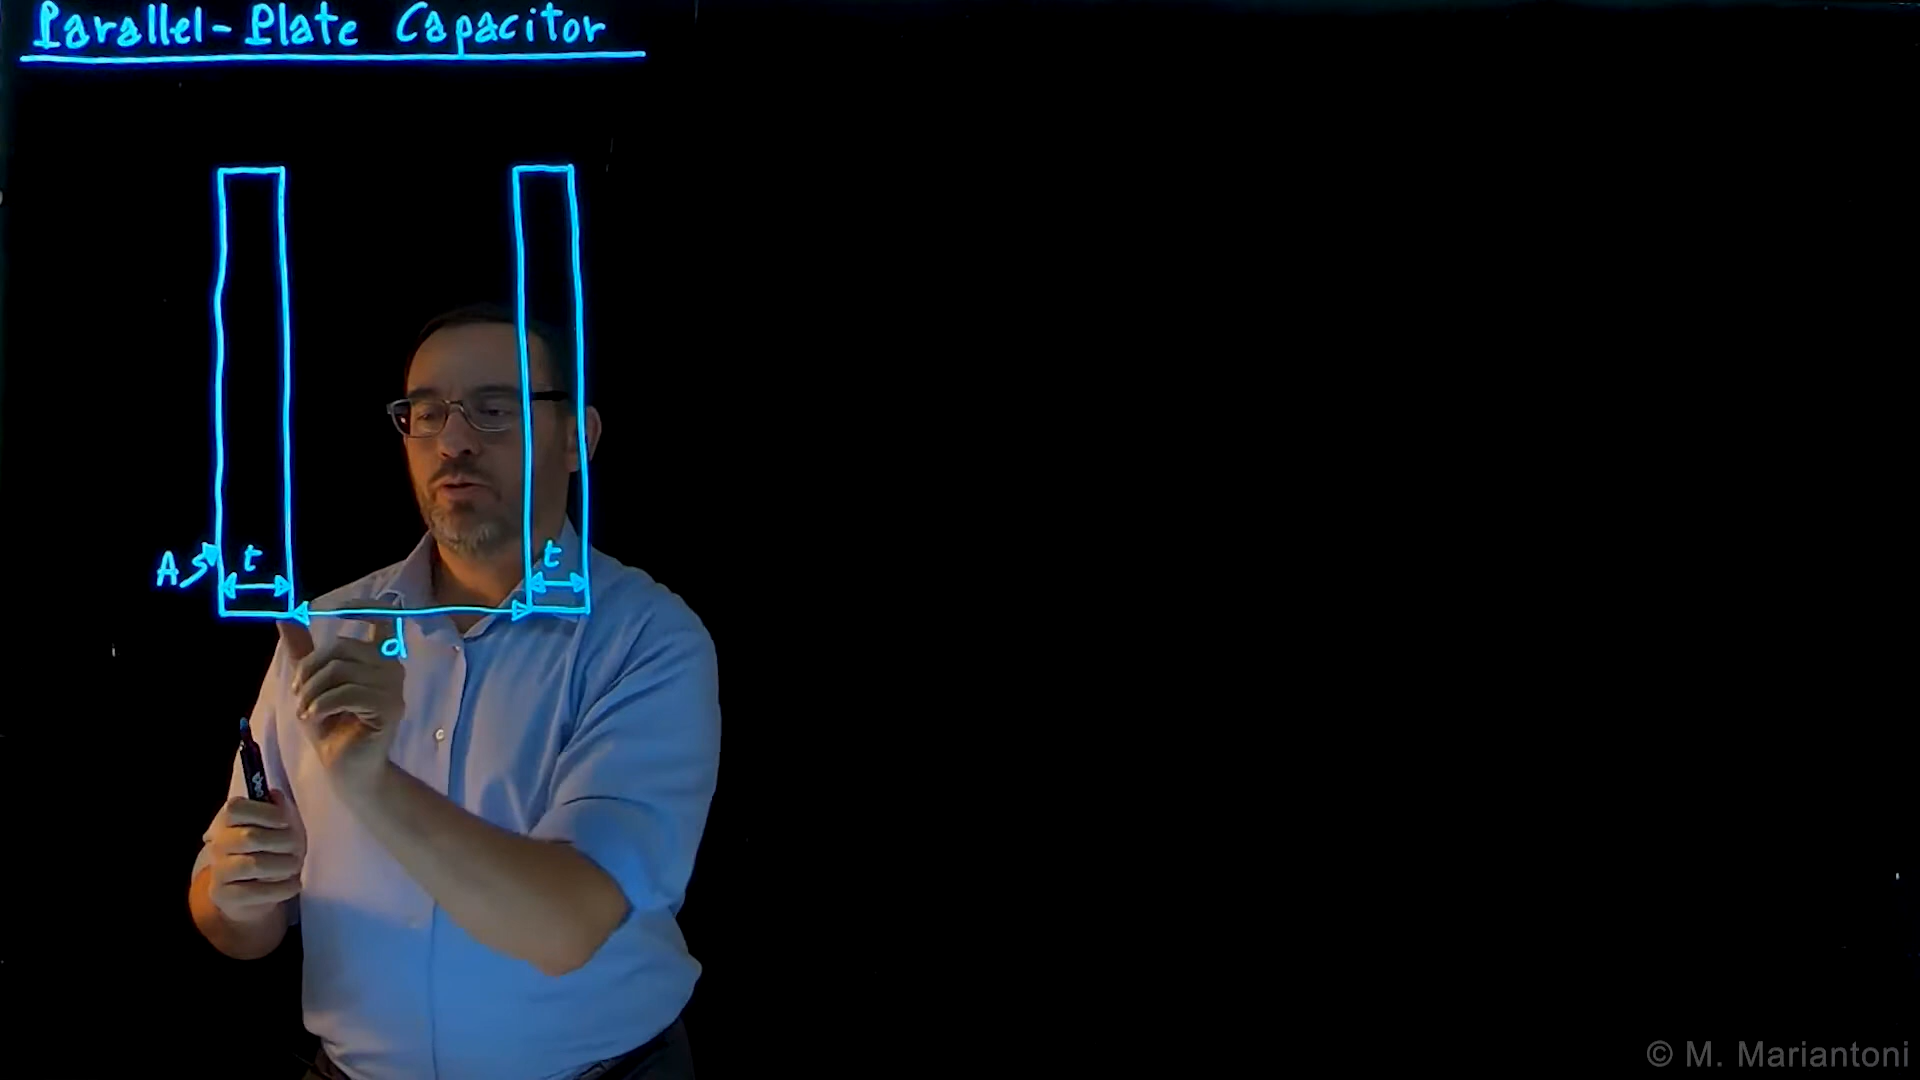 Parallel-Plate Capacitor
A
t
t
d
© M. Mariantoni